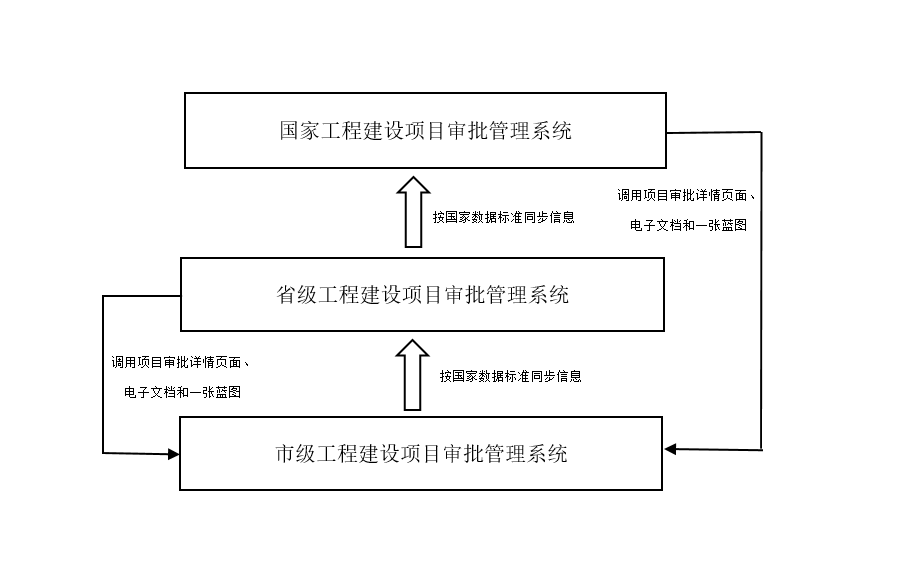 国家工程建设项目审批管理系统
调用项目审批详情页面、
电子文档和一张蓝图
按国家数据标准同步信息
省级工程建设项目审批管理系统
调用项目审批详情页面、
电子文档和一张蓝图
按国家数据标准同步信息
市级工程建设项目审批管理系统